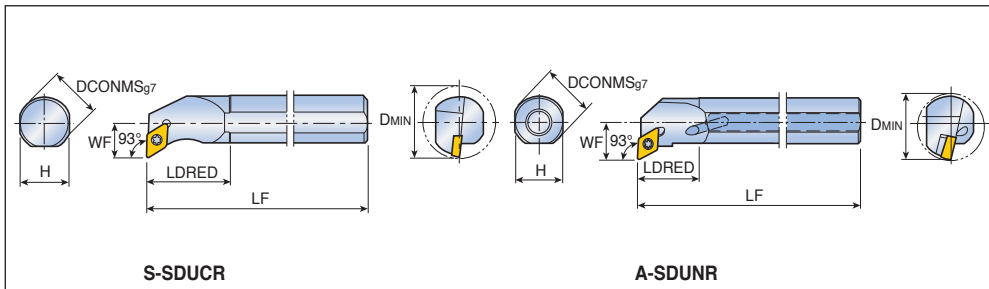 DCONMSg7
WF
93°
H
LDRED
LF
DMIN
S-SDUCR
DCONMSg7
WF
93°
H
LDRED
LF
DMIN
A-SDUNR